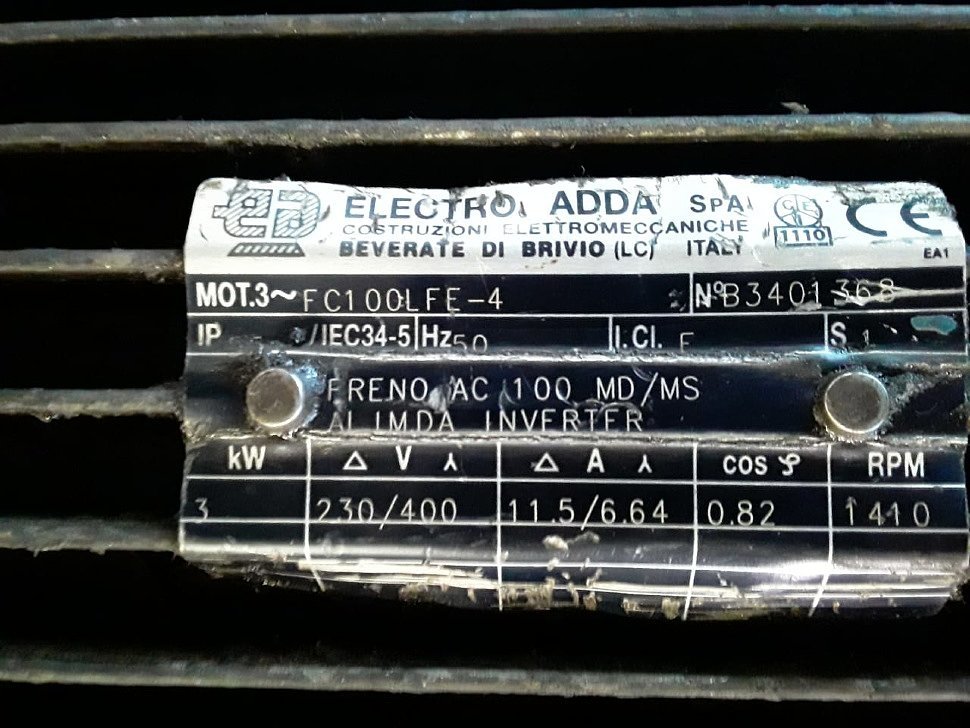 ELECTRO ADDA SPA
COSTRUZIONI ELETTROMECCANICHE
BEVERATE DI BRIVIO (LC) ITALY
1110
CE
EA1
MOT.3~ FC100LFE-4 Nº B3401368
IP /IEC34-5 Hz 50 I.Cl. F S 1
FRENO AC 100 MD/MS
ALIMDA INVERTER
kW Δ V ⅄ Δ A ⅄ cos φ RPM
3 230/400 11.5/6.64 0.82 1410